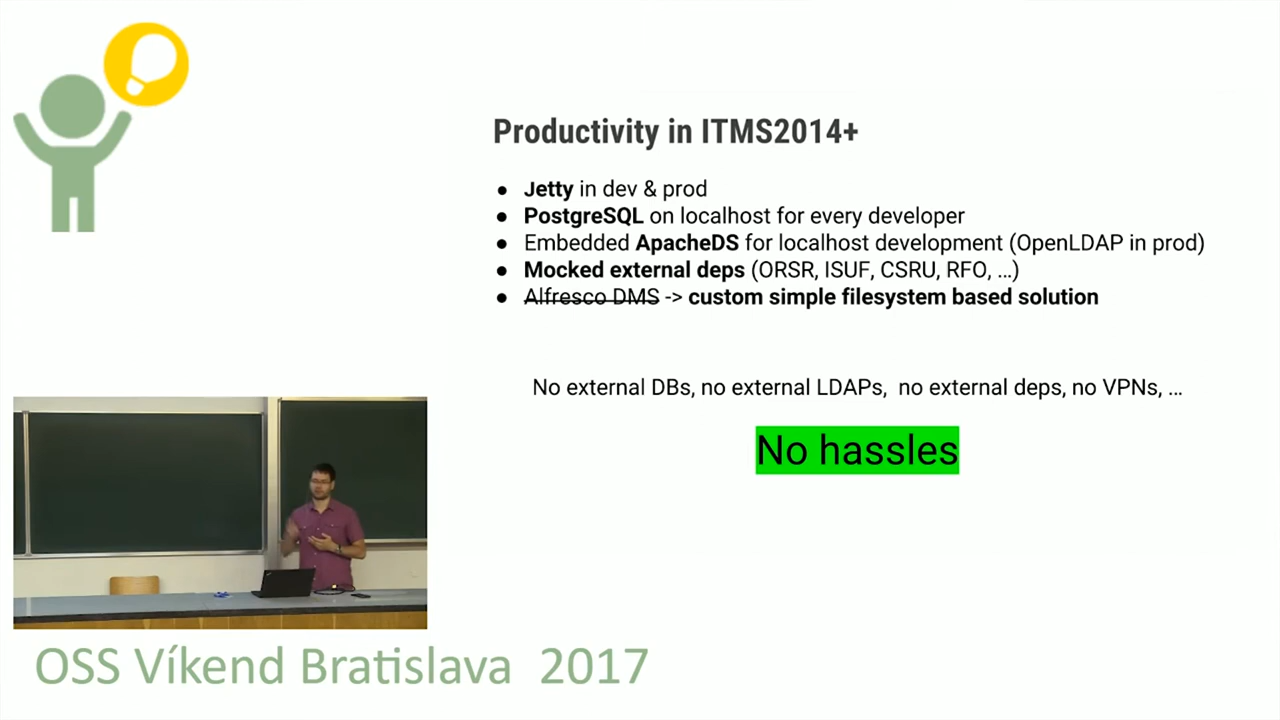 Productivity in ITMS2014+
● Jetty in dev & prod
● PostgreSQL on localhost for every developer
● Embedded ApacheDS for localhost development (OpenLDAP in prod)
● Mocked external deps (ORSR, ISUF, CSRU, RFO, ...)
● Alfresco DMS -> custom simple filesystem based solution
No external DBs, no external LDAPs,  no external deps, no VPNs, ...
No hassles
OSS Víkend Bratislava  2017